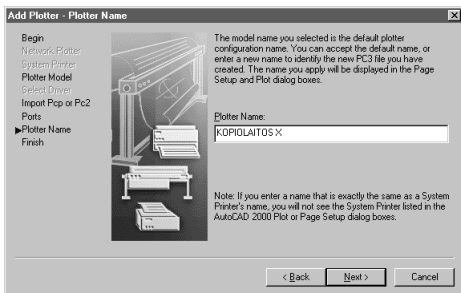 Add Plotter - Plotter Name
Begin
Network Plotter
System Printer
Plotter Model
Select Driver
Import Pcp or Pc2
Ports
Plotter Name
Finish
The model name you selected is the default plotter
configuration name. You can accept the default name, or
enter a new name to identify the new PC3 file you have
created. The name you apply will be displayed in the Page
Setup and Plot dialog boxes.
Plotter Name:
KOPIOLAITOS X
Note: If you enter a name that is exactly the same as a System
Printer's name, you will not see the System Printer listed in the
AutoCAD 2000 Plot or Page Setup dialog boxes.
< Back
Next >
Cancel